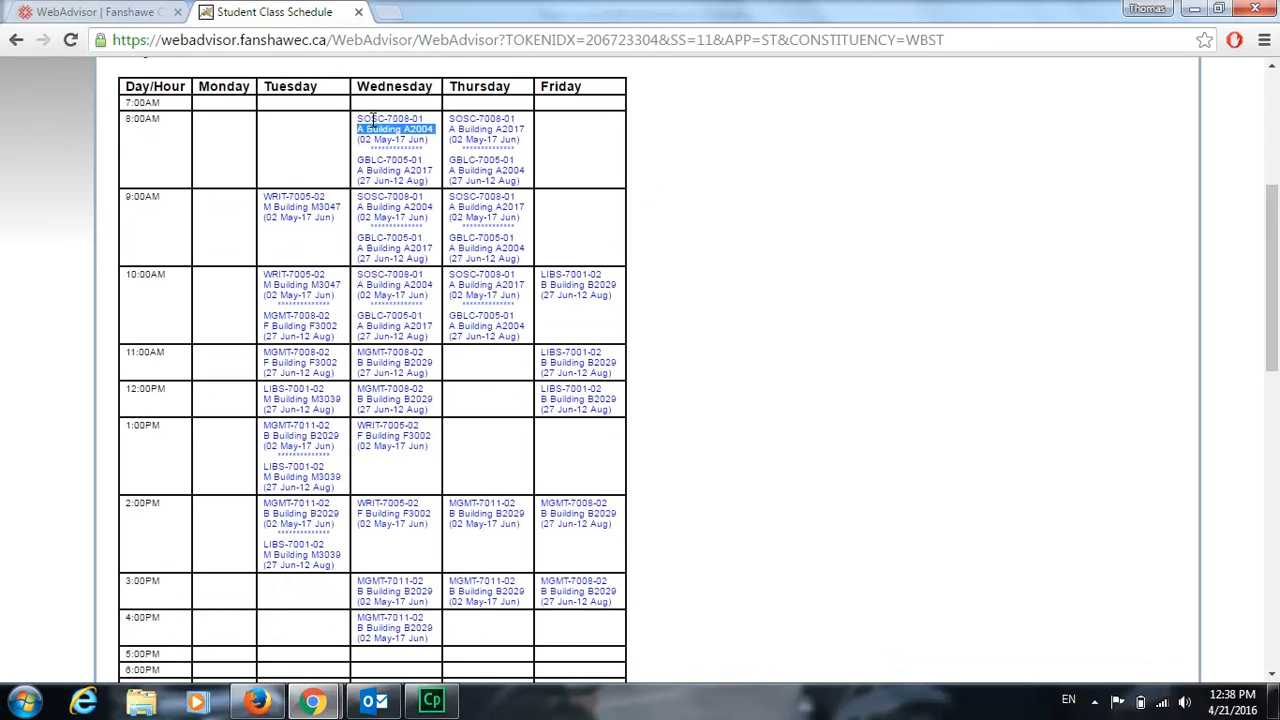 WebAdvisor | Fanshawe C
Student Class Schedule
Thomas
https://webadvisor.fanshawec.ca/WebAdvisor/WebAdvisor?TOKENIDX=206723304&SS=11&APP=ST&CONSTITUENCY=WBST
Day/Hour Monday Tuesday Wednesday Thursday Friday
7:00AM
8:00AM
SOSC-7008-01
A Building A2004
(02 May-17 Jun)
**************
GBLC-7005-01
A Building A2017
(27 Jun-12 Aug)
SOSC-7008-01
A Building A2017
(02 May-17 Jun)
**************
GBLC-7005-01
A Building A2004
(27 Jun-12 Aug)
9:00AM
WRIT-7005-02
M Building M3047
(02 May-17 Jun)
SOSC-7008-01
A Building A2004
(02 May-17 Jun)
**************
GBLC-7005-01
A Building A2017
(27 Jun-12 Aug)
SOSC-7008-01
A Building A2017
(02 May-17 Jun)
**************
GBLC-7005-01
A Building A2004
(27 Jun-12 Aug)
10:00AM
WRIT-7005-02
M Building M3047
(02 May-17 Jun)
**************
MGMT-7008-02
F Building F3002
(27 Jun-12 Aug)
SOSC-7008-01
A Building A2004
(02 May-17 Jun)
**************
GBLC-7005-01
A Building A2017
(27 Jun-12 Aug)
SOSC-7008-01
A Building A2017
(02 May-17 Jun)
**************
GBLC-7005-01
A Building A2004
(27 Jun-12 Aug)
LIBS-7001-02
B Building B2029
(27 Jun-12 Aug)
11:00AM
MGMT-7008-02
F Building F3002
(27 Jun-12 Aug)
MGMT-7008-02
B Building B2029
(27 Jun-12 Aug)
LIBS-7001-02
B Building B2029
(27 Jun-12 Aug)
12:00PM
LIBS-7001-02
M Building M3039
(27 Jun-12 Aug)
MGMT-7008-02
B Building B2029
(27 Jun-12 Aug)
LIBS-7001-02
B Building B2029
(27 Jun-12 Aug)
1:00PM
MGMT-7011-02
B Building B2029
(02 May-17 Jun)
**************
LIBS-7001-02
M Building M3039
(27 Jun-12 Aug)
WRIT-7005-02
F Building F3002
(02 May-17 Jun)
2:00PM
MGMT-7011-02
B Building B2029
(02 May-17 Jun)
**************
LIBS-7001-02
M Building M3039
(27 Jun-12 Aug)
WRIT-7005-02
F Building F3002
(02 May-17 Jun)
MGMT-7011-02
B Building B2029
(02 May-17 Jun)
MGMT-7008-02
B Building B2029
(27 Jun-12 Aug)
3:00PM
MGMT-7011-02
B Building B2029
(02 May-17 Jun)
MGMT-7011-02
B Building B2029
(02 May-17 Jun)
MGMT-7008-02
B Building B2029
(27 Jun-12 Aug)
4:00PM
MGMT-7011-02
B Building B2029
(02 May-17 Jun)
5:00PM
6:00PM
Cp
EN
12:38 PM
4/21/2016